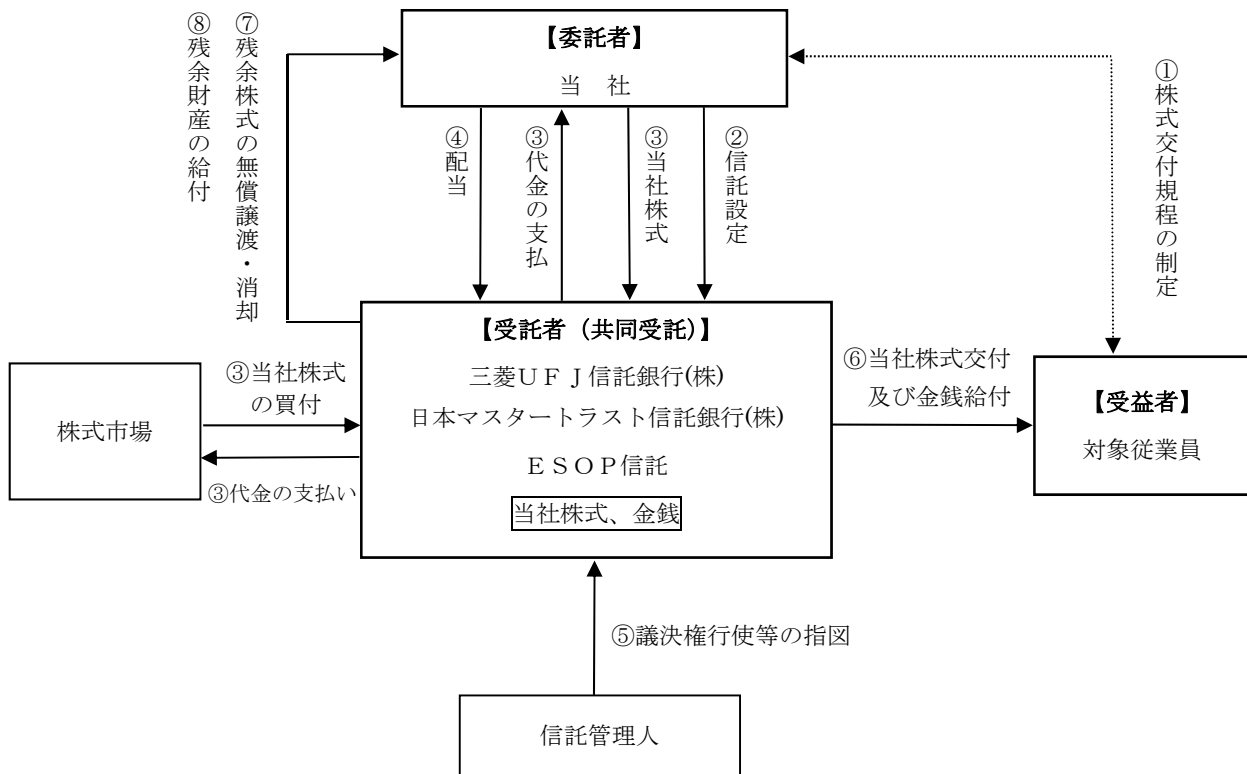 【委託者】
当 社
⑧残余財産の給付
⑦残余株式の無償譲渡・消却
④配当
③代金の支払
③当社株式
②信託設定
①株式交付規程の制定
【受託者（共同受託）】
三菱ＵＦＪ信託銀行(株)
日本マスタートラスト信託銀行(株)
ＥＳＯＰ信託
当社株式、金銭
株式市場
③当社株式
の買付
③代金の支払い
⑥当社株式交付
及び金銭給付
【受益者】
対象従業員
⑤議決権行使等の指図
信託管理人